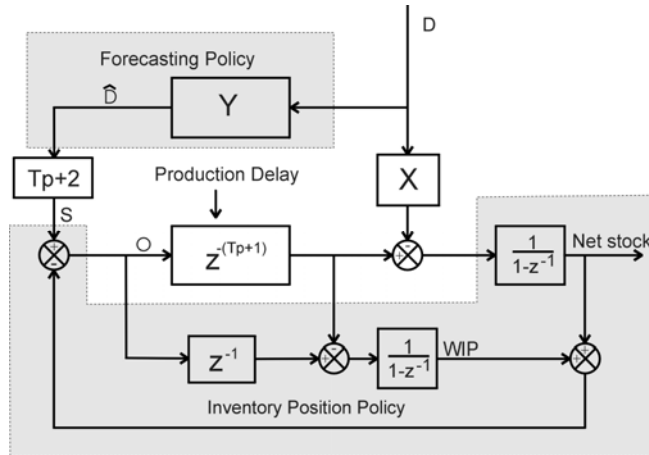 D
Forecasting Policy
D̂
Y
Tp+2
Production Delay
X
S
+
-
O
z-(Tp+1)
+
-
1
1-z-1
Net stock
z-1
-
+
1
1-z-1
WIP
+
+
Inventory Position Policy